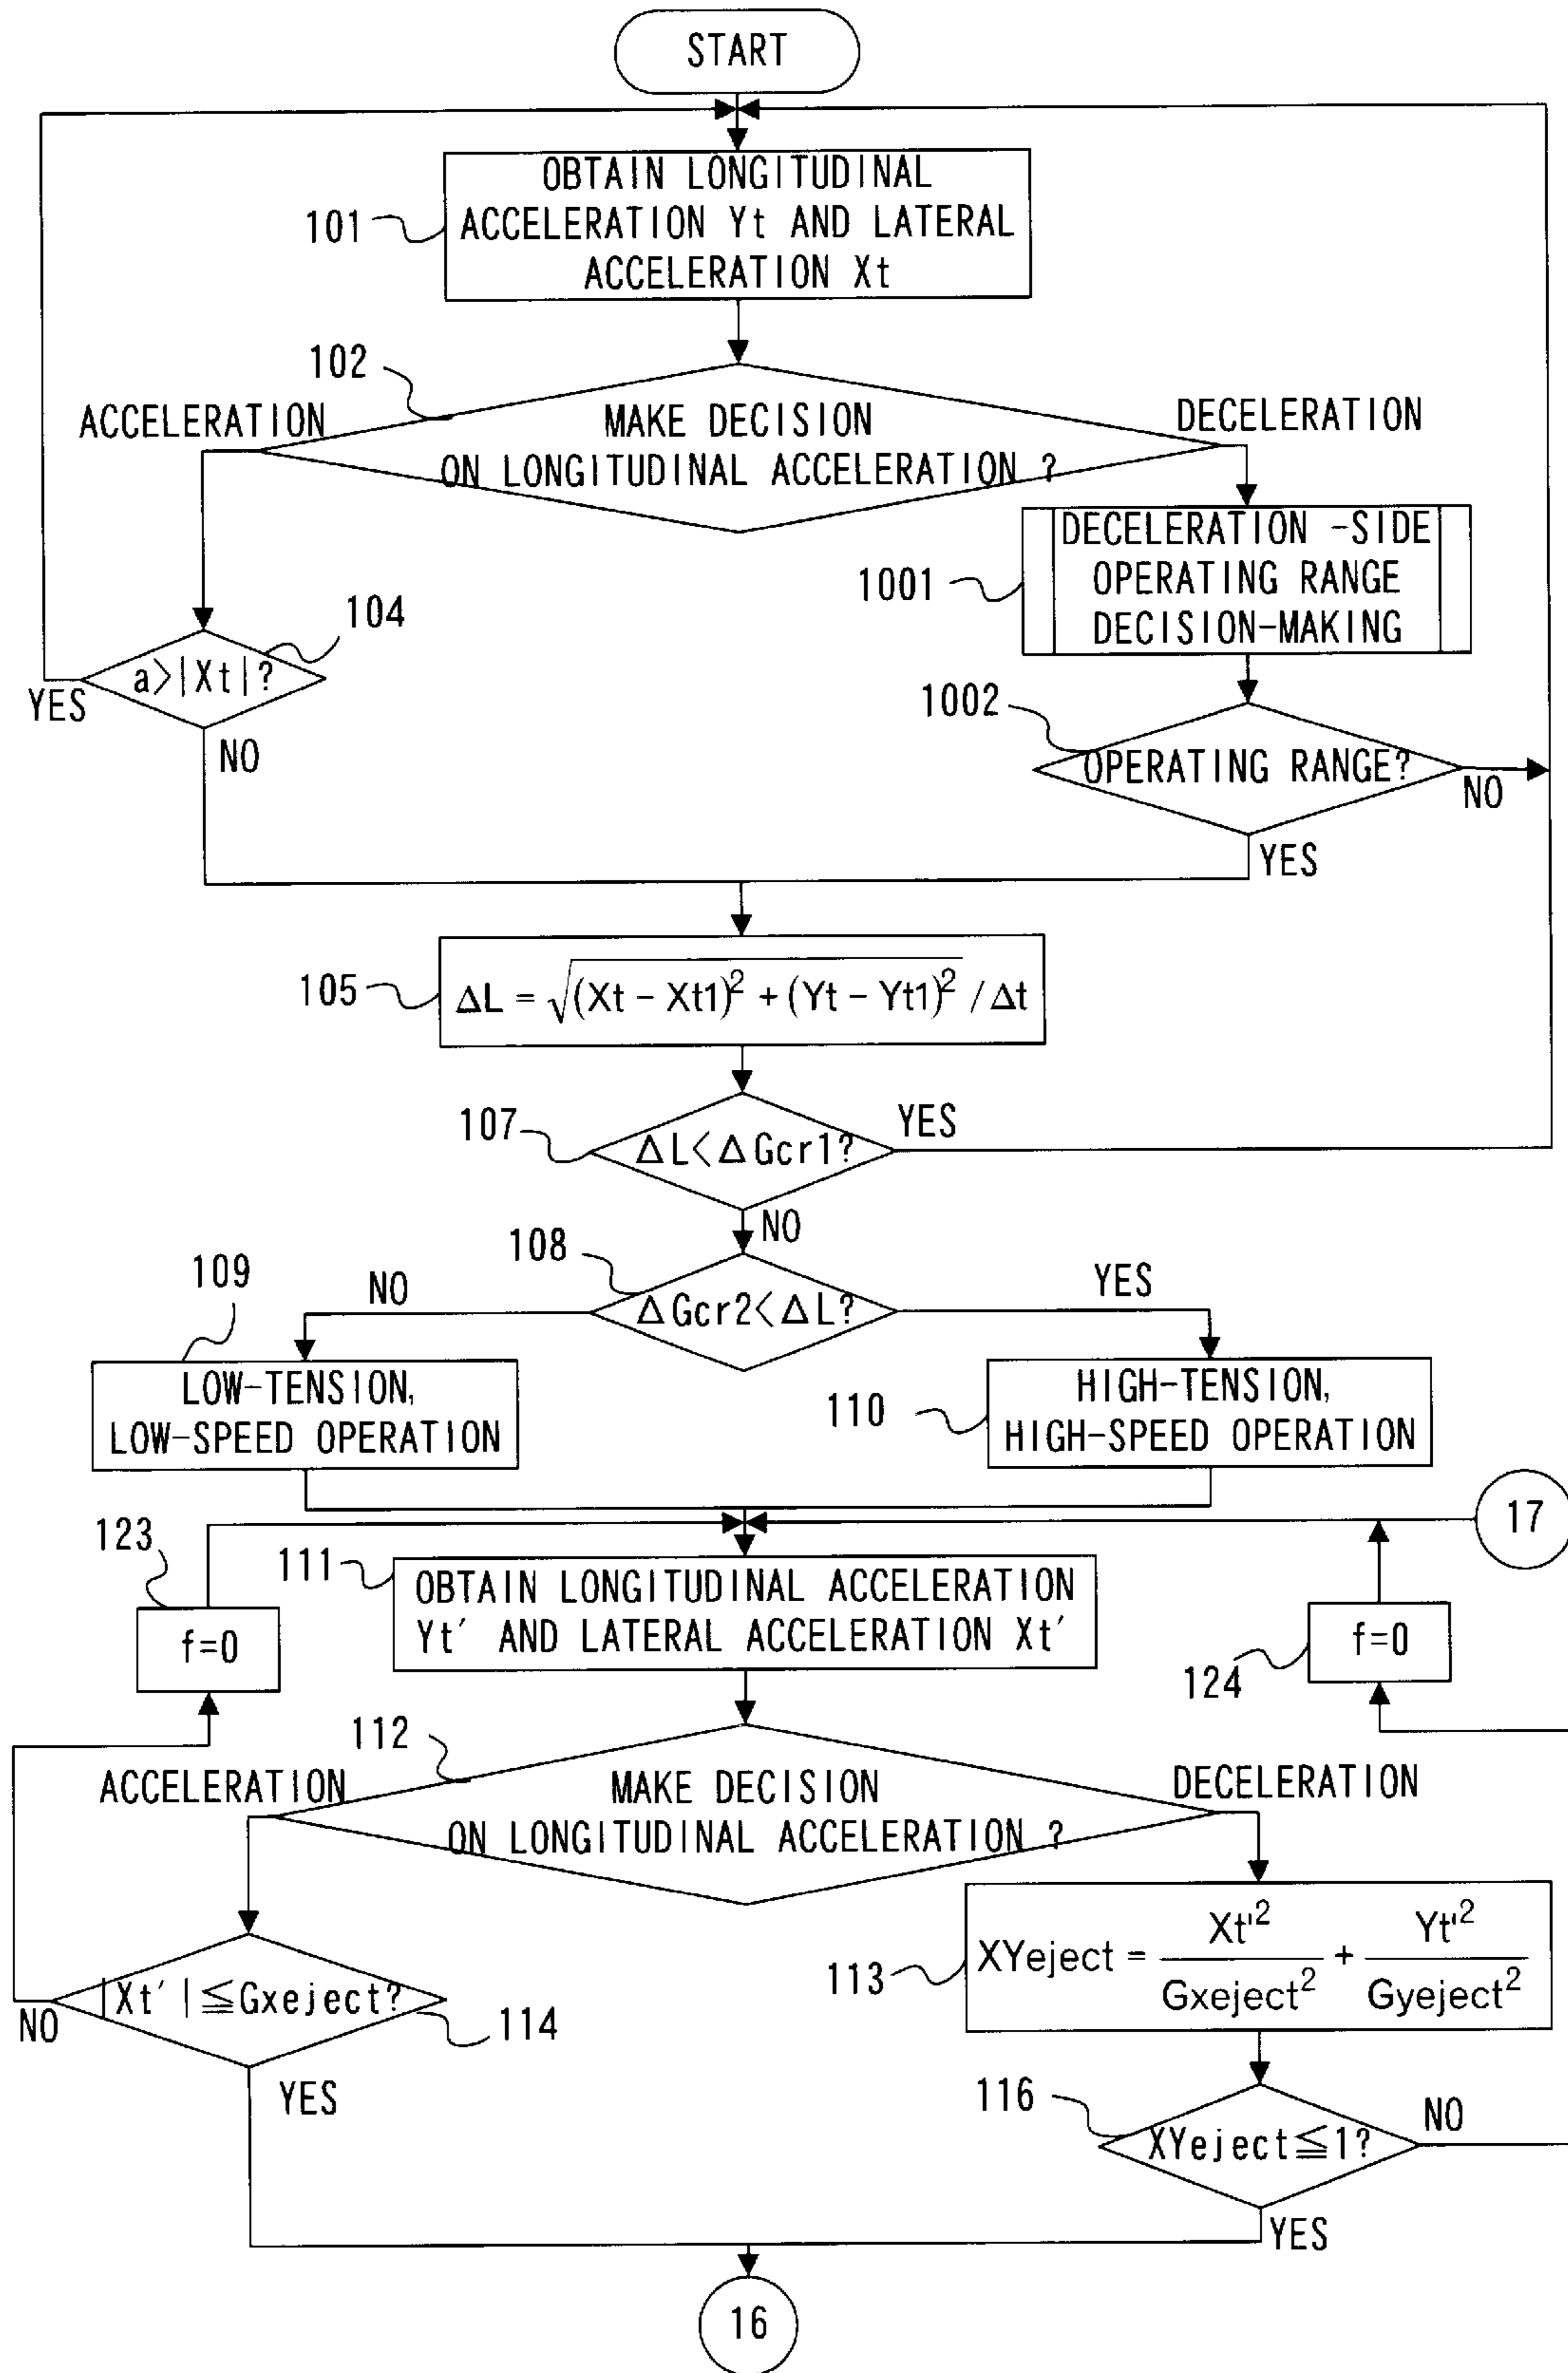 START
OBTAIN LONGITUDINAL
ACCELERATION Yt AND LATERAL
ACCELERATION Xt
101
102
ACCELERATION
MAKE DECISION
ON LONGITUDINAL ACCELERATION ?
DECELERATION
DECELERATION -SIDE
OPERATING RANGE
DECISION-MAKING
1001
104
a>|Xt|?
YES
NO
1002
OPERATING RANGE?
NO
YES
105
ΔL = √(Xt - Xt1)² + (Yt - Yt1)² / Δt
107
ΔL<ΔGcr1?
YES
NO
108
ΔGcr2<ΔL?
NO
YES
109
LOW-TENSION,
LOW-SPEED OPERATION
110
HIGH-TENSION,
HIGH-SPEED OPERATION
17
123
f=0
111
OBTAIN LONGITUDINAL ACCELERATION
Yt′ AND LATERAL ACCELERATION Xt′
f=0
124
112
ACCELERATION
MAKE DECISION
ON LONGITUDINAL ACCELERATION ?
DECELERATION
113
XYeject = Xt'² / Gxeject² + Yt'² / Gyeject²
|Xt′|≦Gxeject?
NO
114
YES
116
XYeject≦1?
NO
YES
16